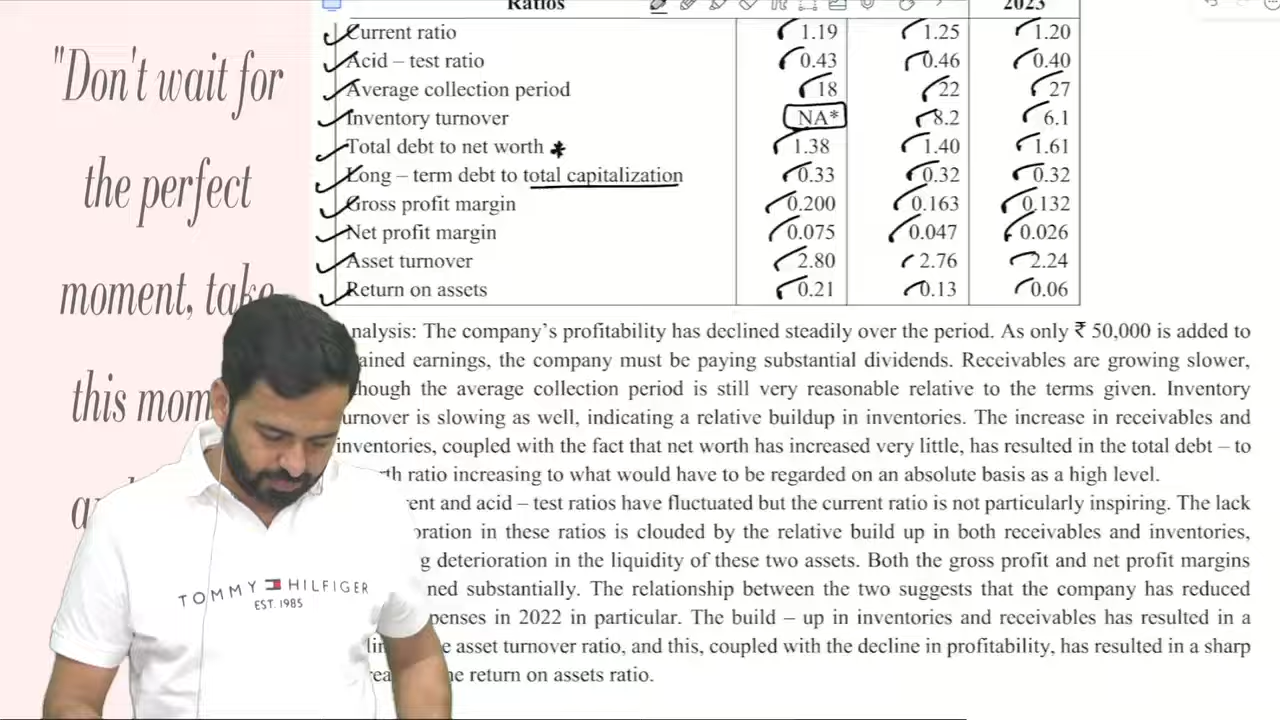 "Don't wait for
the perfect
moment, take
this mom
Ratios 2023
Current ratio 1.19 1.25 1.20
Acid – test ratio 0.43 0.46 0.40
Average collection period 18 22 27
Inventory turnover NA* 8.2 6.1
Total debt to net worth * 1.38 1.40 1.61
Long – term debt to total capitalization 0.33 0.32 0.32
Gross profit margin 0.200 0.163 0.132
Net profit margin 0.075 0.047 0.026
Asset turnover 2.80 2.76 2.24
Return on assets 0.21 0.13 0.06
nalysis: The company's profitability has declined steadily over the period. As only ₹ 50,000 is added to
ained earnings, the company must be paying substantial dividends. Receivables are growing slower,
hough the average collection period is still very reasonable relative to the terms given. Inventory
urnover is slowing as well, indicating a relative buildup in inventories. The increase in receivables and
inventories, coupled with the fact that net worth has increased very little, has resulted in the total debt – to
th ratio increasing to what would have to be regarded on an absolute basis as a high level.
ent and acid – test ratios have fluctuated but the current ratio is not particularly inspiring. The lack
oration in these ratios is clouded by the relative build up in both receivables and inventories,
g deterioration in the liquidity of these two assets. Both the gross profit and net profit margins
ned substantially. The relationship between the two suggests that the company has reduced
penses in 2022 in particular. The build – up in inventories and receivables has resulted in a
e asset turnover ratio, and this, coupled with the decline in profitability, has resulted in a sharp
he return on assets ratio.
TOMMY HILFIGER
EST. 1985